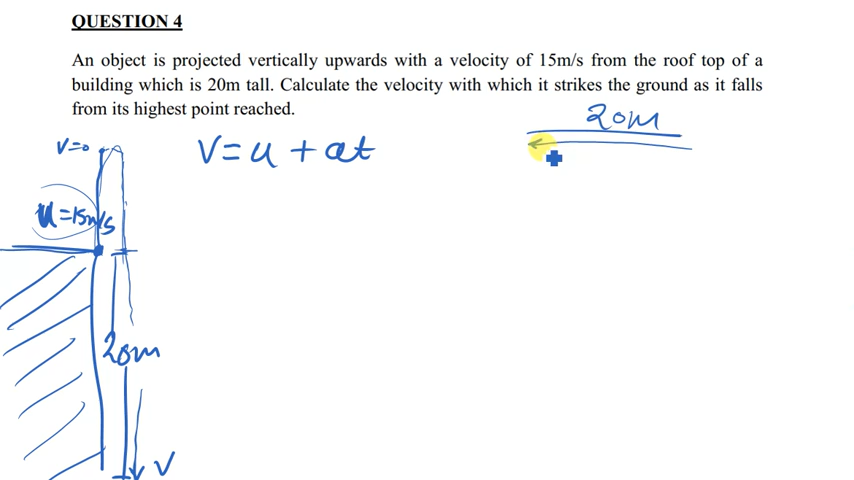 QUESTION 4
An object is projected vertically upwards with a velocity of 15m/s from the roof top of a
building which is 20m tall. Calculate the velocity with which it strikes the ground as it falls
from its highest point reached.
20m
V=0
V = u + at
u=15m/s
20m
V